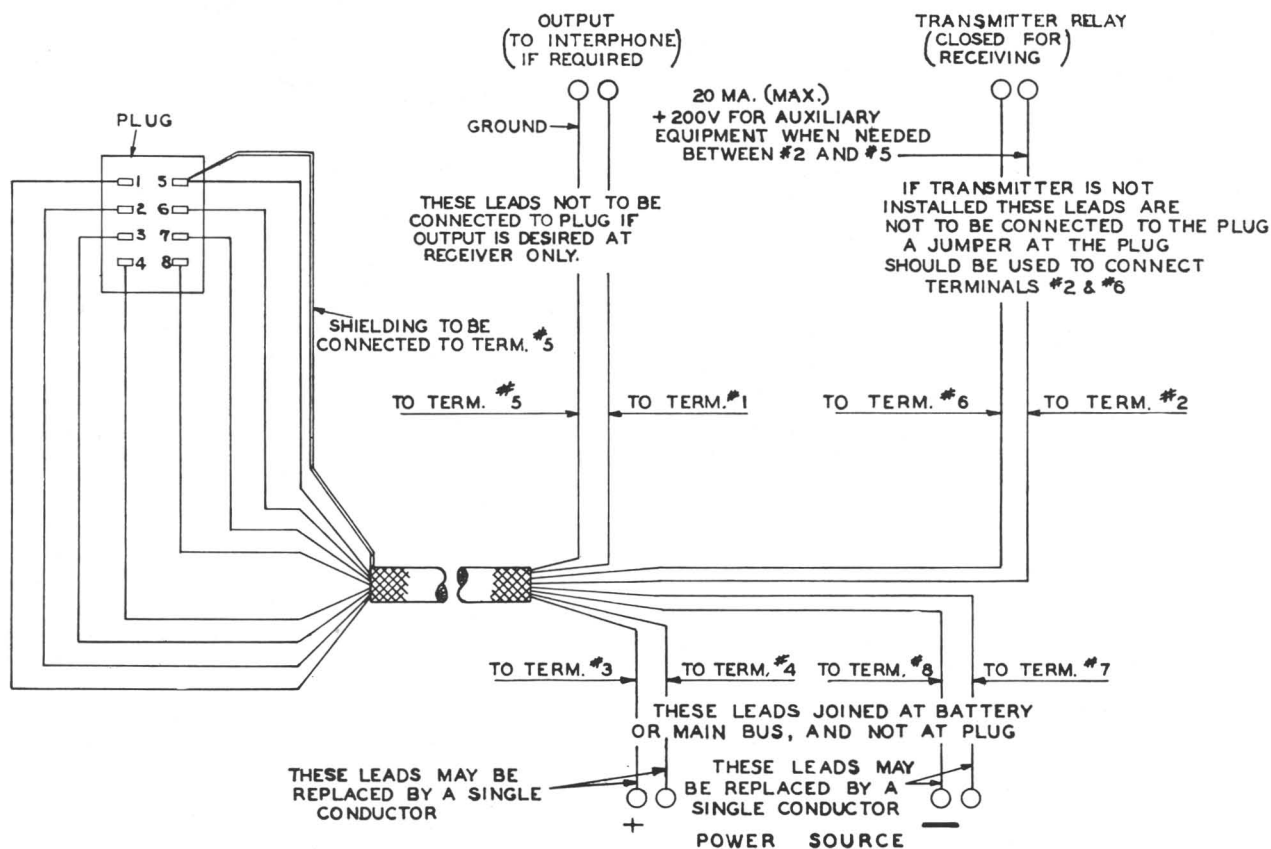 OUTPUT
(TO INTERPHONE)
IF REQUIRED
TRANSMITTER RELAY
(CLOSED FOR)
RECEIVING
20 MA. (MAX.)
+200V FOR AUXILIARY
EQUIPMENT WHEN NEEDED
BETWEEN #2 AND #5
GROUND
PLUG
1 5
2 6
3 7
4 8
THESE LEADS NOT TO BE
CONNECTED TO PLUG IF
OUTPUT IS DESIRED AT
RECEIVER ONLY.
IF TRANSMITTER IS NOT
INSTALLED THESE LEADS ARE
NOT TO BE CONNECTED TO THE PLUG
A JUMPER AT THE PLUG
SHOULD BE USED TO CONNECT
TERMINALS #2 & #6
SHIELDING TO BE
CONNECTED TO TERM. #5
TO TERM. #5
TO TERM. #1
TO TERM. #6
TO TERM. #2
TO TERM. #3
TO TERM. #4
TO TERM. #8
TO TERM. #7
THESE LEADS JOINED AT BATTERY
OR MAIN BUS, AND NOT AT PLUG
THESE LEADS MAY BE
REPLACED BY A SINGLE
CONDUCTOR
THESE LEADS MAY
BE REPLACED BY A
SINGLE CONDUCTOR
+ −
POWER SOURCE